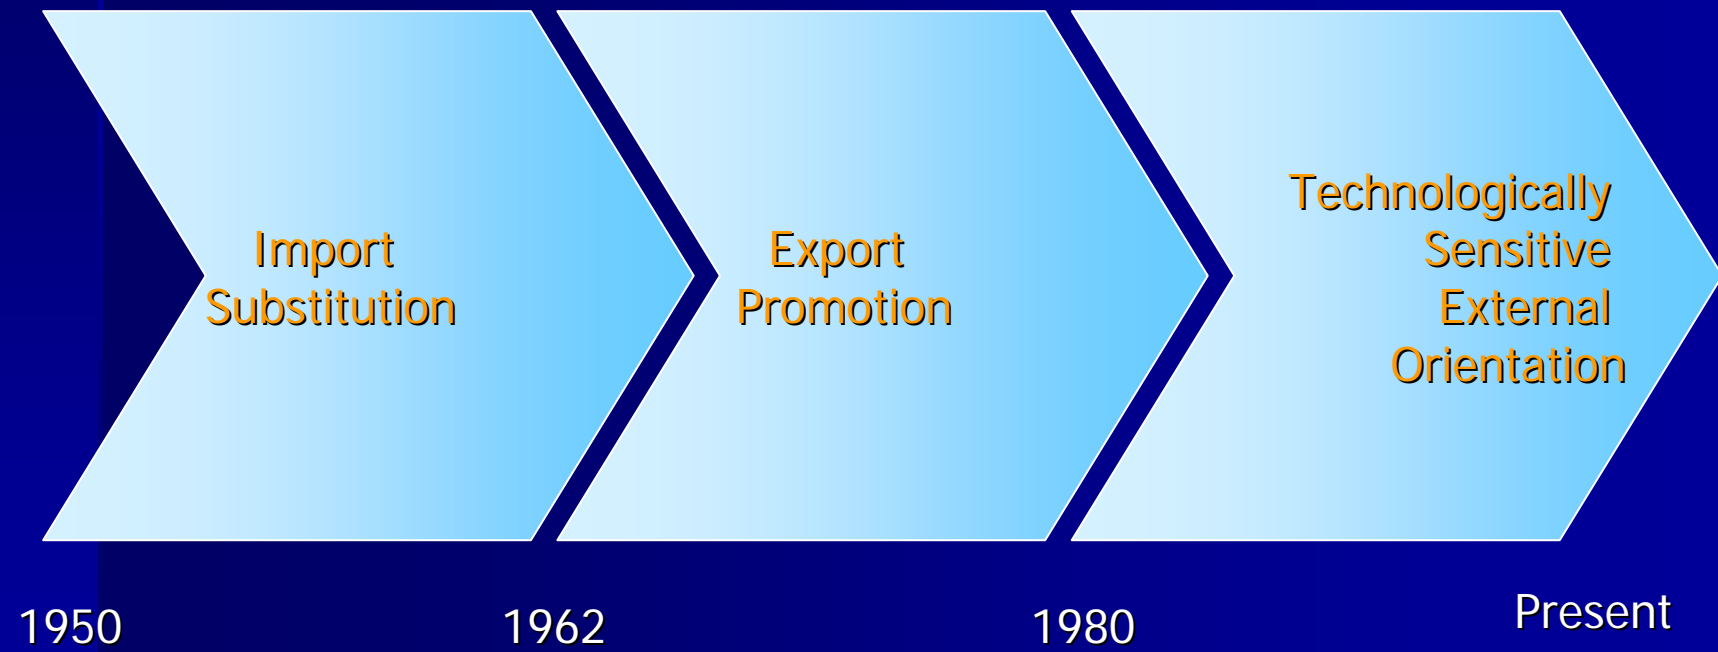 Import
Substitution
Export
Promotion
Technologically
Sensitive
External
Orientation
1950
1962
1980
Present